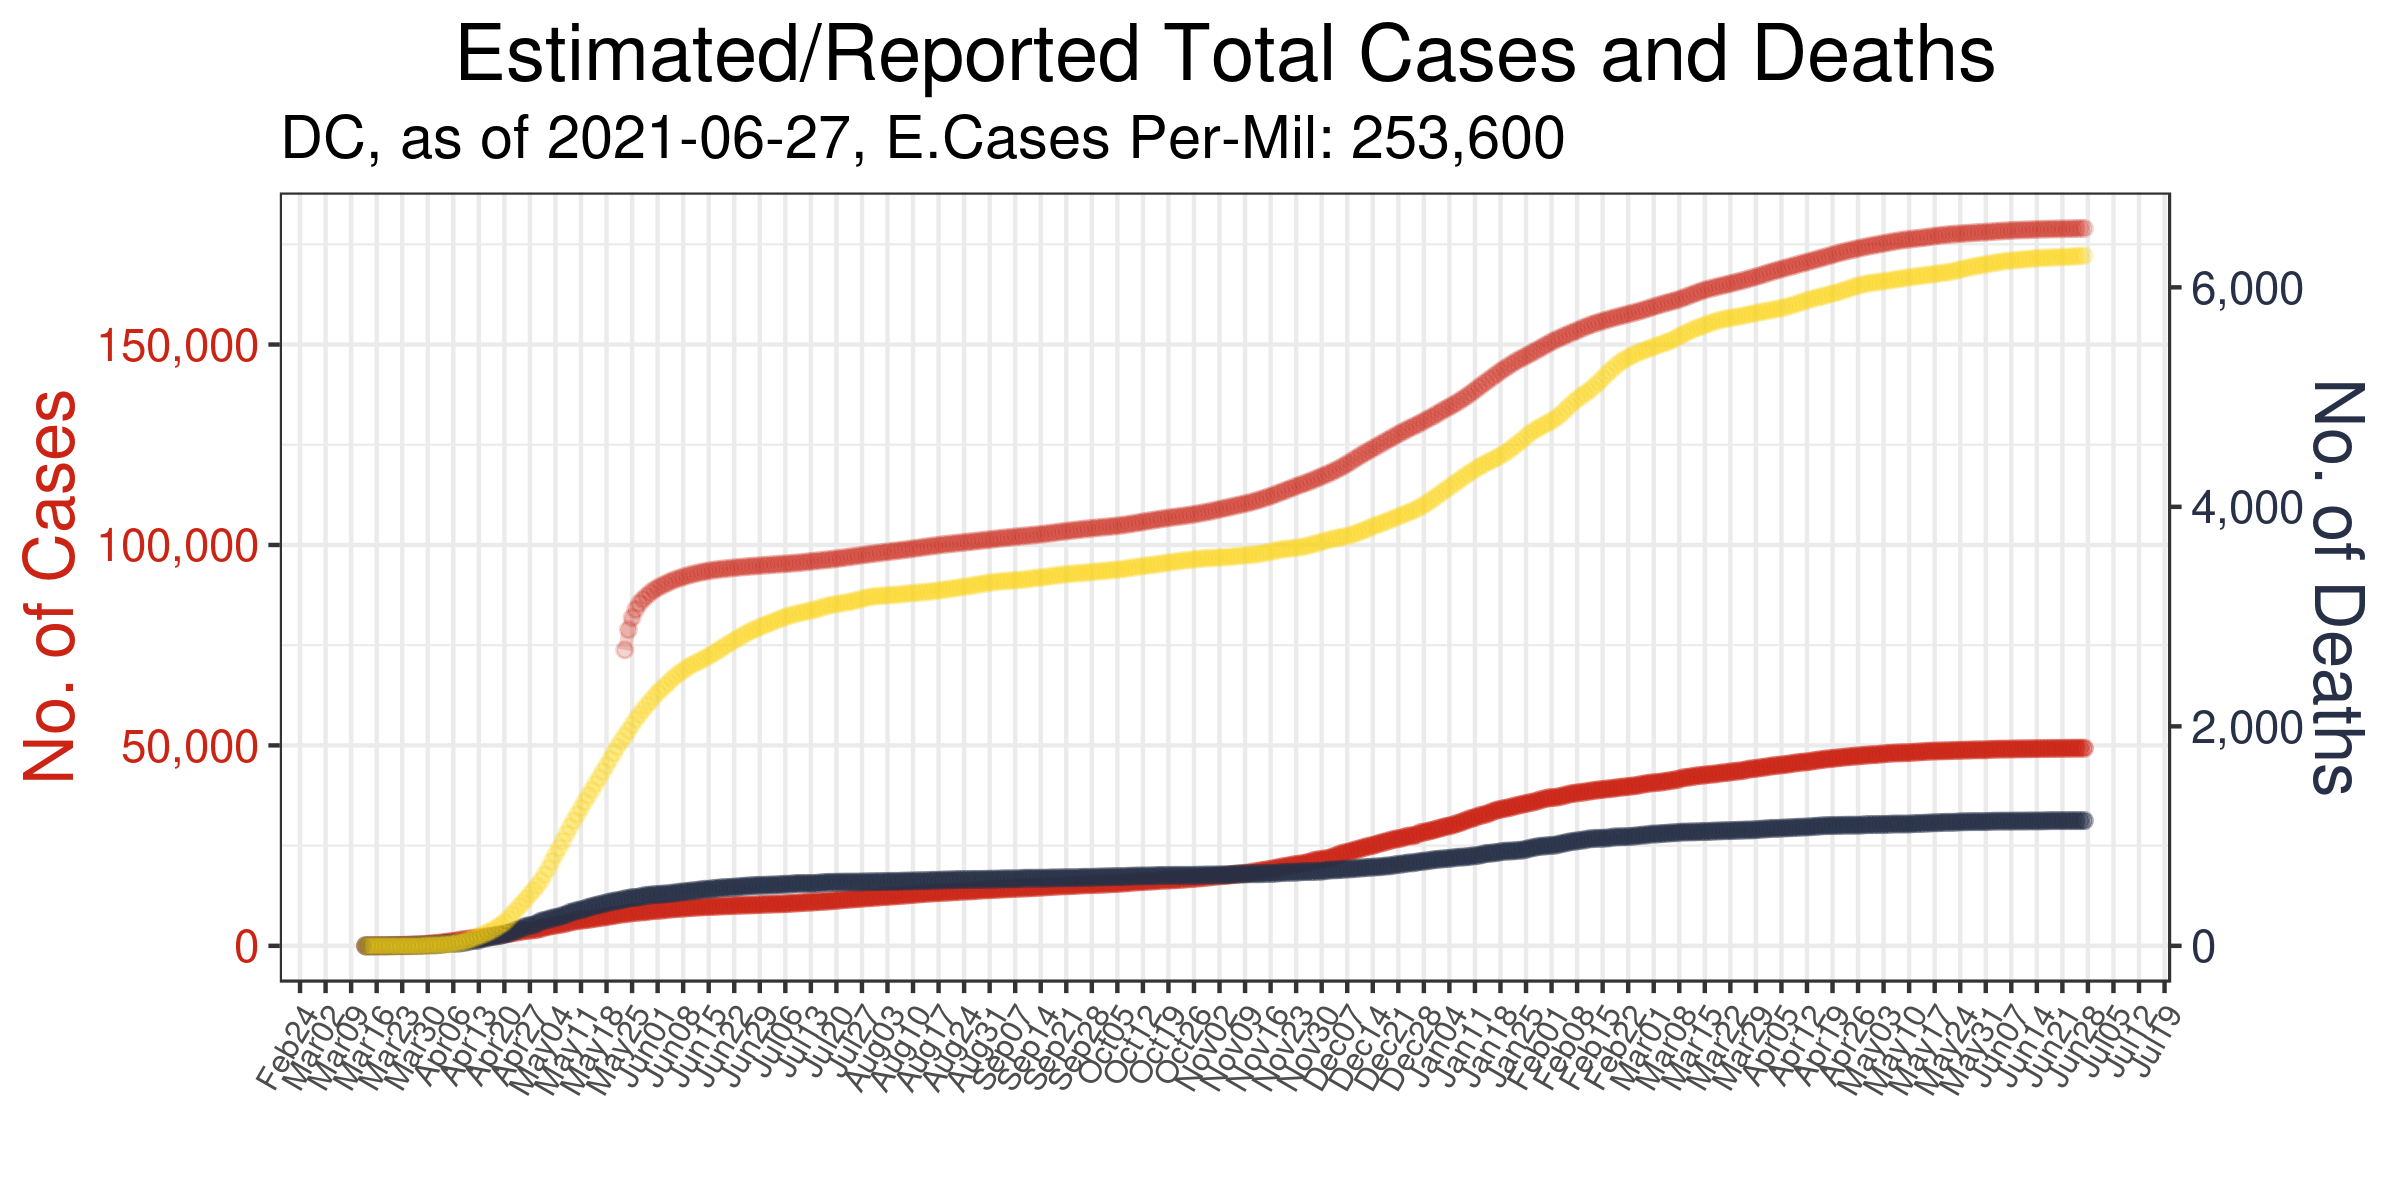 Estimated/Reported Total Cases and Deaths
DC, as of 2021-06-27, E.Cases Per-Mil: 253,600
No. of Cases
150,000
100,000
50,000
0
6,000
4,000
2,000
0
No. of Deaths
Feb24
Mar02
Mar09
Mar16
Mar23
Mar30
Apr06
Apr13
Apr20
Apr27
May04
May11
May18
May25
Jun01
Jun08
Jun15
Jun22
Jun29
Jul06
Jul13
Jul20
Jul27
Aug03
Aug10
Aug17
Aug24
Aug31
Sep07
Sep14
Sep21
Sep28
Oct05
Oct12
Oct19
Oct26
Nov02
Nov09
Nov16
Nov23
Nov30
Dec07
Dec14
Dec21
Dec28
Jan04
Jan11
Jan18
Jan25
Feb01
Feb08
Feb15
Feb22
Mar01
Mar08
Mar15
Mar22
Mar29
Apr05
Apr12
Apr19
Apr26
May03
May10
May17
May24
May31
Jun07
Jun14
Jun21
Jun28
Jul05
Jul12
Jul19